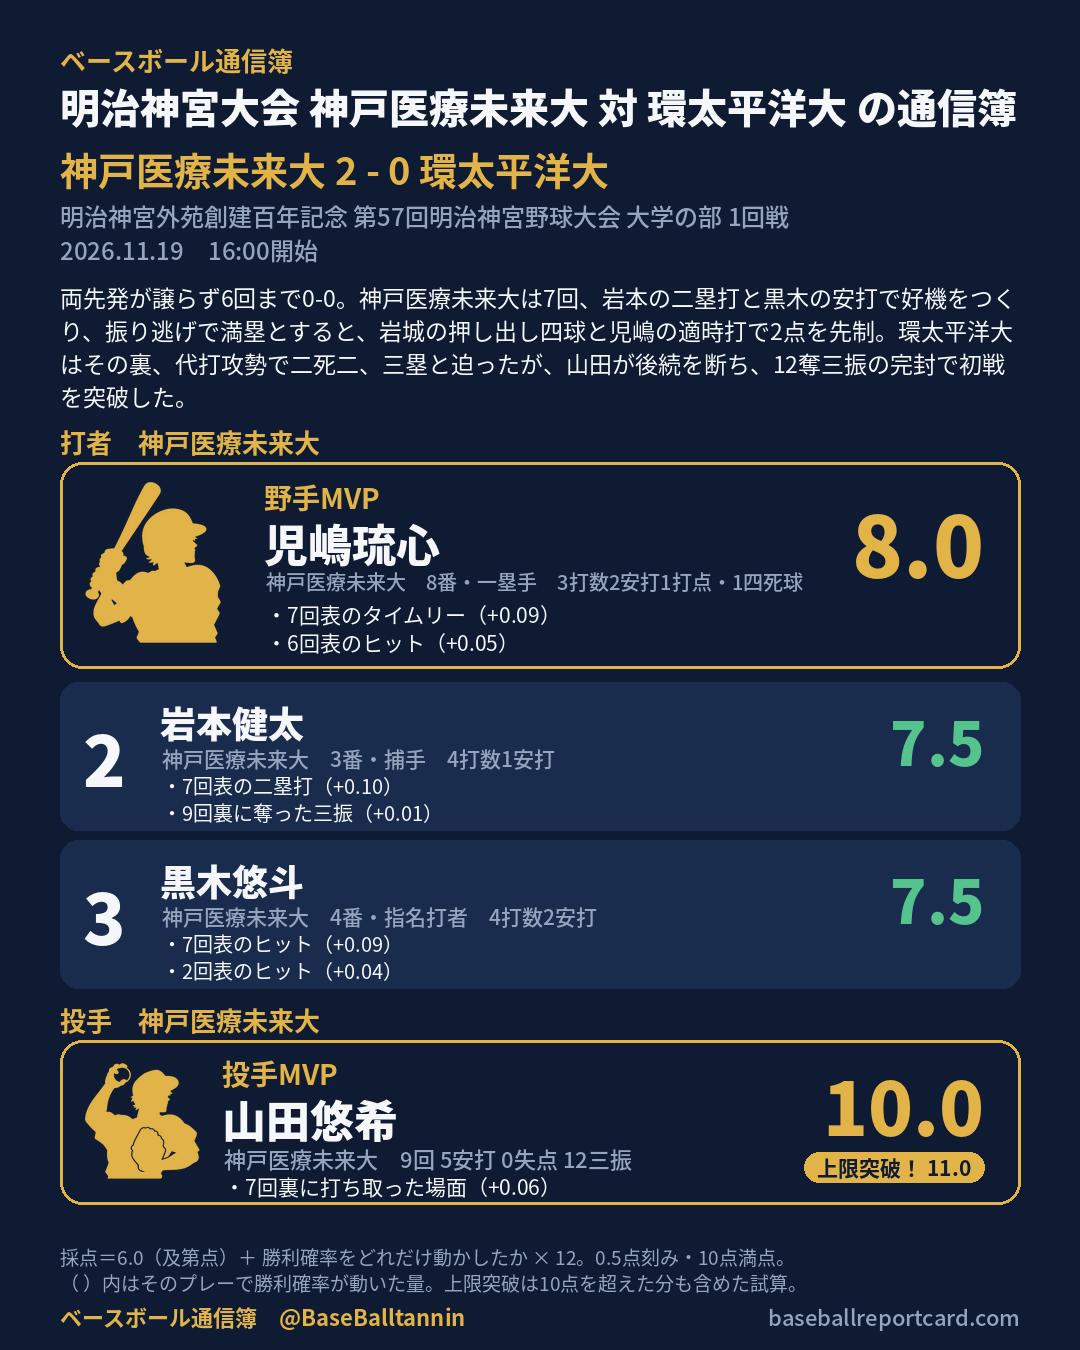 ベースボール通信簿
明治神宮大会 神戸医療未来大 対 環太平洋大 の通信簿
神戸医療未来大 2 - 0 環太平洋大
明治神宮外苑創建百年記念 第57回明治神宮野球大会 大学の部 1回戦
2026.11.19　16:00開始
両先発が譲らず6回まで0-0。神戸医療未来大は7回、岩本の二塁打と黒木の安打で好機をつく
り、振り逃げで満塁とすると、岩城の押し出し四球と児嶋の適時打で2点を先制。環太平洋大
はその裏、代打攻勢で二死二、三塁と迫ったが、山田が後続を断ち、12奪三振の完封で初戦
を突破した。
打者　神戸医療未来大
野手MVP
児嶋琉心
神戸医療未来大　8番・一塁手　3打数2安打1打点・1四死球
・7回表のタイムリー（+0.09）
・6回表のヒット（+0.05）
8.0
2
岩本健太
神戸医療未来大　3番・捕手　4打数1安打
・7回表の二塁打（+0.10）
・9回裏に奪った三振（+0.01）
7.5
3
黒木悠斗
神戸医療未来大　4番・指名打者　4打数2安打
・7回表のヒット（+0.09）
・2回表のヒット（+0.04）
7.5
投手　神戸医療未来大
投手MVP
山田悠希
神戸医療未来大　9回 5安打 0失点 12三振
・7回裏に打ち取った場面（+0.06）
10.0
上限突破！ 11.0
採点＝6.0（及第点）＋ 勝利確率をどれだけ動かしたか × 12。0.5点刻み・10点満点。
（ ）内はそのプレーで勝利確率が動いた量。上限突破は10点を超えた分も含めた試算。
ベースボール通信簿　@BaseBalltannin
baseballreportcard.com